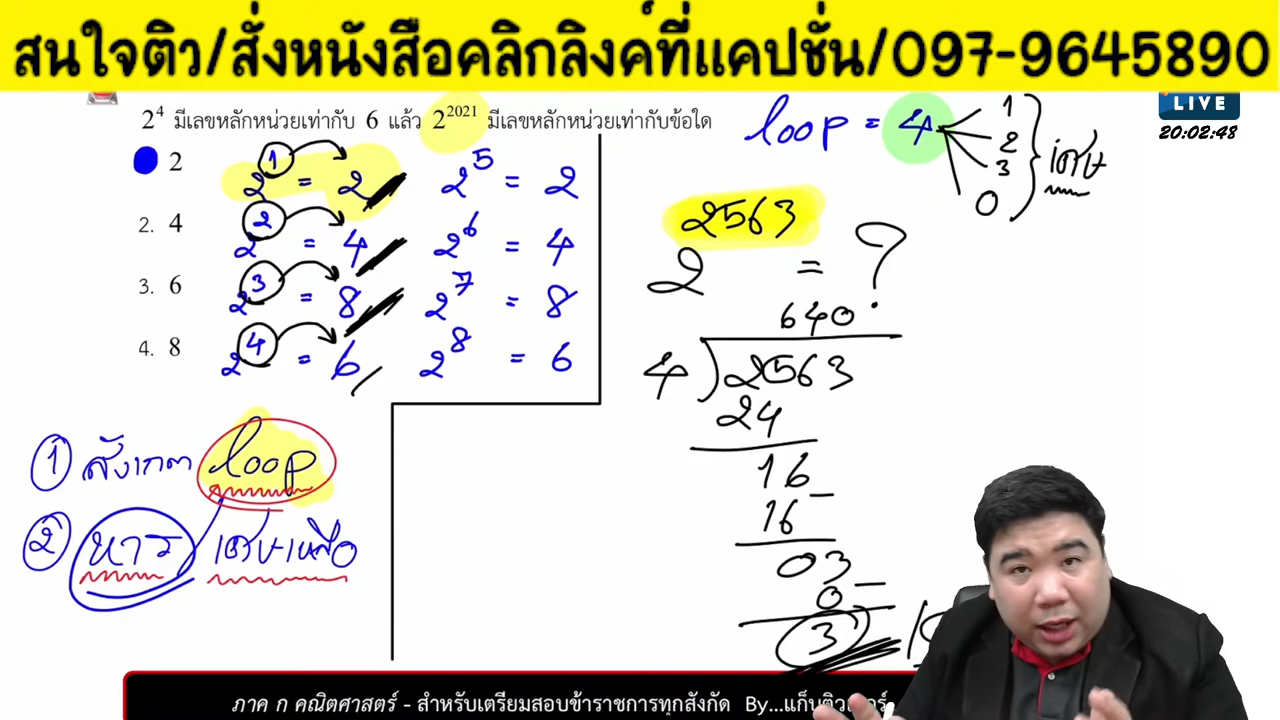 สนใจติว/สั่งหนังสือคลิกลิงค์ที่แคปชั่น/097-9645890
LIVE
20:02:48
2⁴ มีเลขหลักหน่วยเท่ากับ 6 แล้ว 2²⁰²¹ มีเลขหลักหน่วยเท่ากับข้อใด
2
2. 4
3. 6
4. 8
2¹ = 2
2² = 4
2³ = 8
2⁴ = 6
2⁵ = 2
2⁶ = 4
2⁷ = 8
2⁸ = 6
① สังเกต loop
② หาร / เศษเหลือ
loop = 4
1
2
3
0
เศษ
2²⁵⁶³ = ?
640
4)2563
24
16
16
03
0
3
ภาค ก คณิตศาสตร์ - สำหรับเตรียมสอบข้าราชการทุกสังกัด By...แก็บติวเตอร์